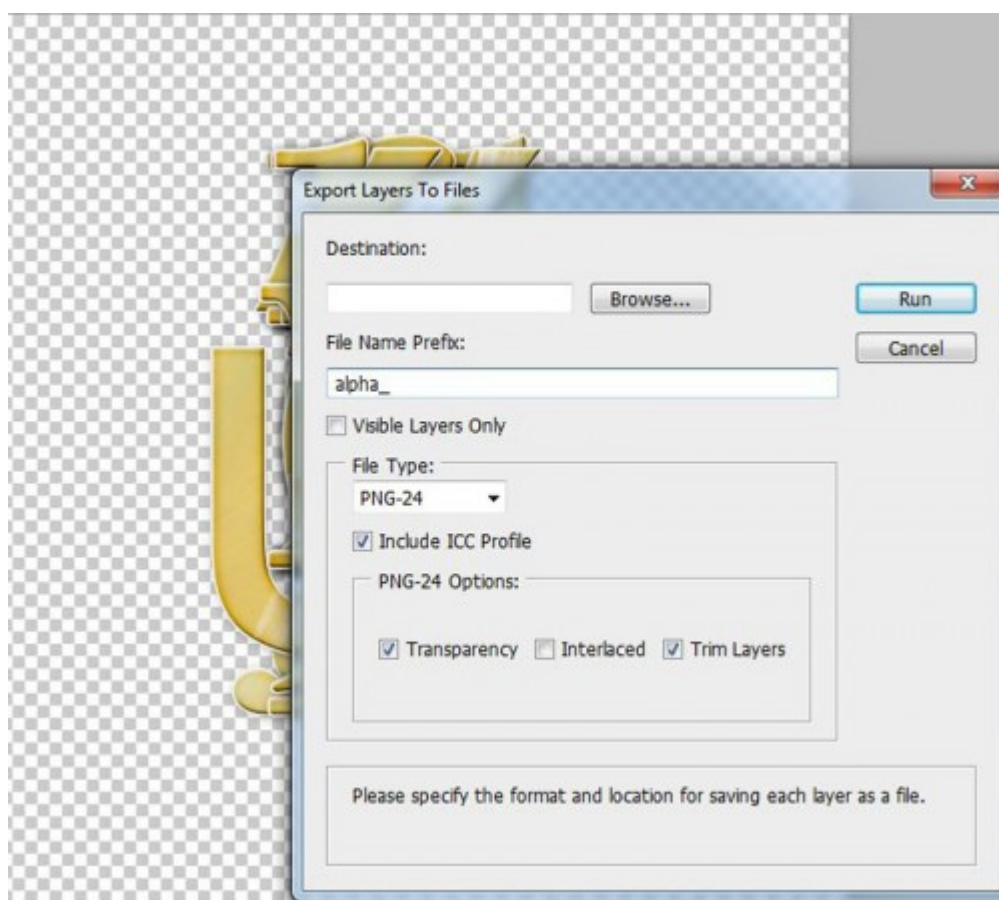 Export Layers To Files
Destination:
Browse...
Run
File Name Prefix:
Cancel
alpha_
Visible Layers Only
File Type:
PNG-24
Include ICC Profile
PNG-24 Options:
Transparency Interlaced Trim Layers
Please specify the format and location for saving each layer as a file.